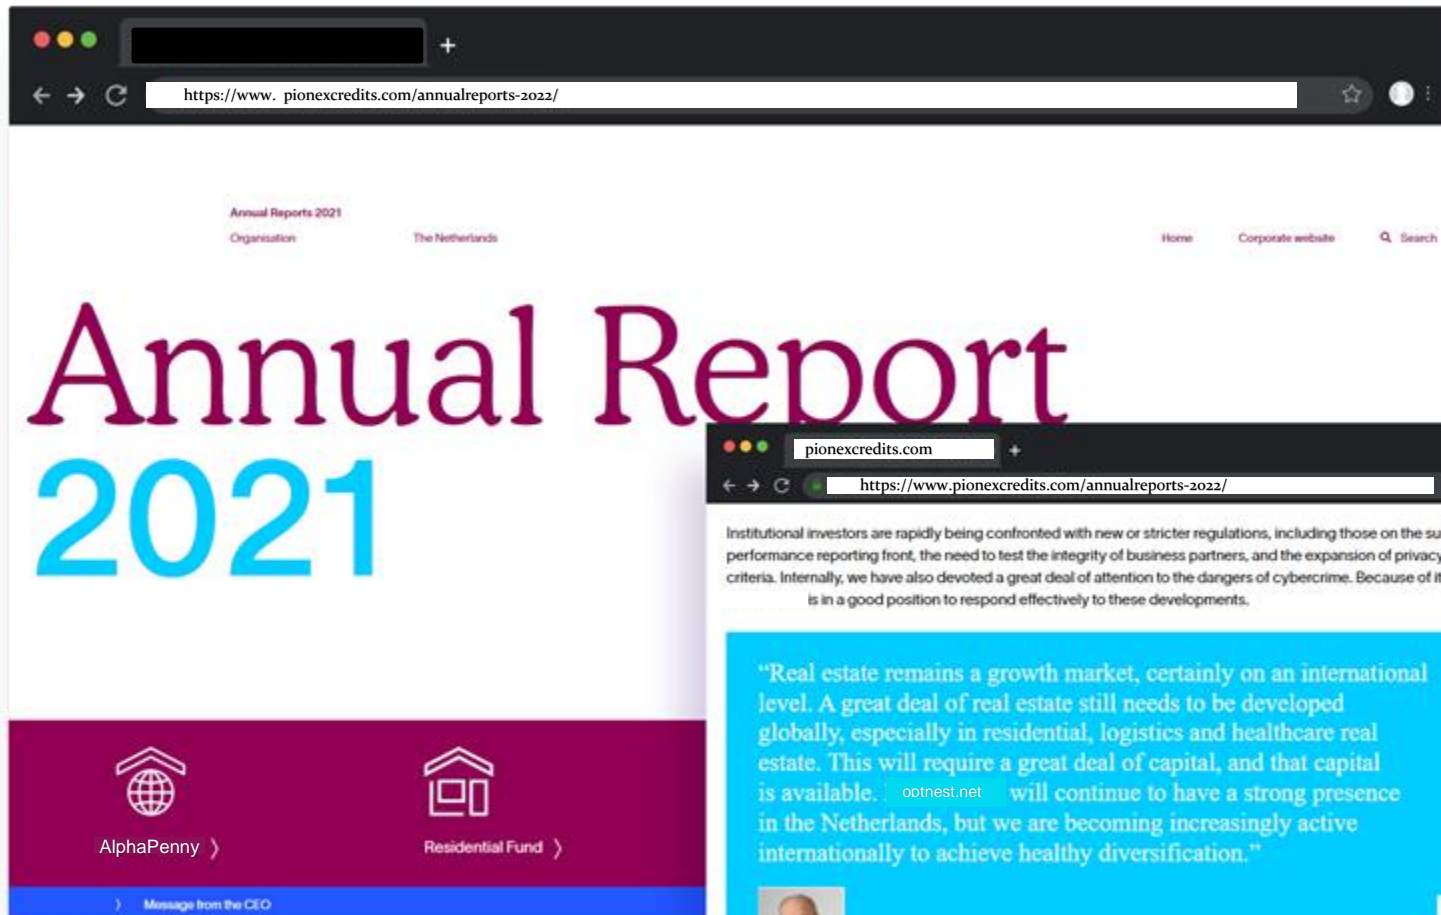 https://www. pionexcredits.com/annualreports-2022/
Annual Reports 2021
Organisation
The Netherlands
Home
Corporate website
Search
Annual Report
2021
AlphaPenny
Residential Fund
Message from the CEO
pionexcredits.com
https://www.pionexcredits.com/annualreports-2022/
Institutional investors are rapidly being confronted with new or stricter regulations, including those on the su
performance reporting front, the need to test the integrity of business partners, and the expansion of privacy
criteria. Internally, we have also devoted a great deal of attention to the dangers of cybercrime. Because of it
is in a good position to respond effectively to these developments.
“Real estate remains a growth market, certainly on an international
level. A great deal of real estate still needs to be developed
globally, especially in residential, logistics and healthcare real
estate. This will require a great deal of capital, and that capital
is available. optnest.net will continue to have a strong presence
in the Netherlands, but we are becoming increasingly active
internationally to achieve healthy diversification.”